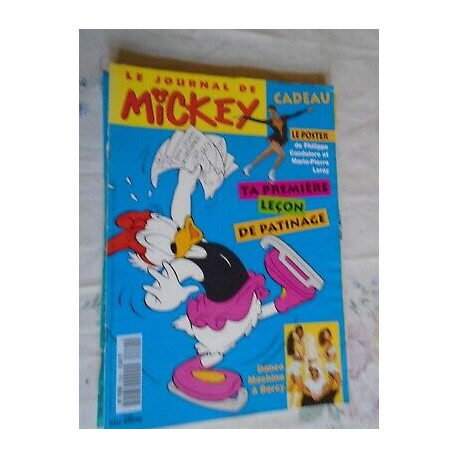 LE JOURNAL DE
MiCKEY
CADEAU
LE POSTER
de Philippe
Candeloro et
Marie-Pierre
Leray
TA PREMIÈRE
LEÇON
DE PATINAGE
Dance
Machine
à Bercy